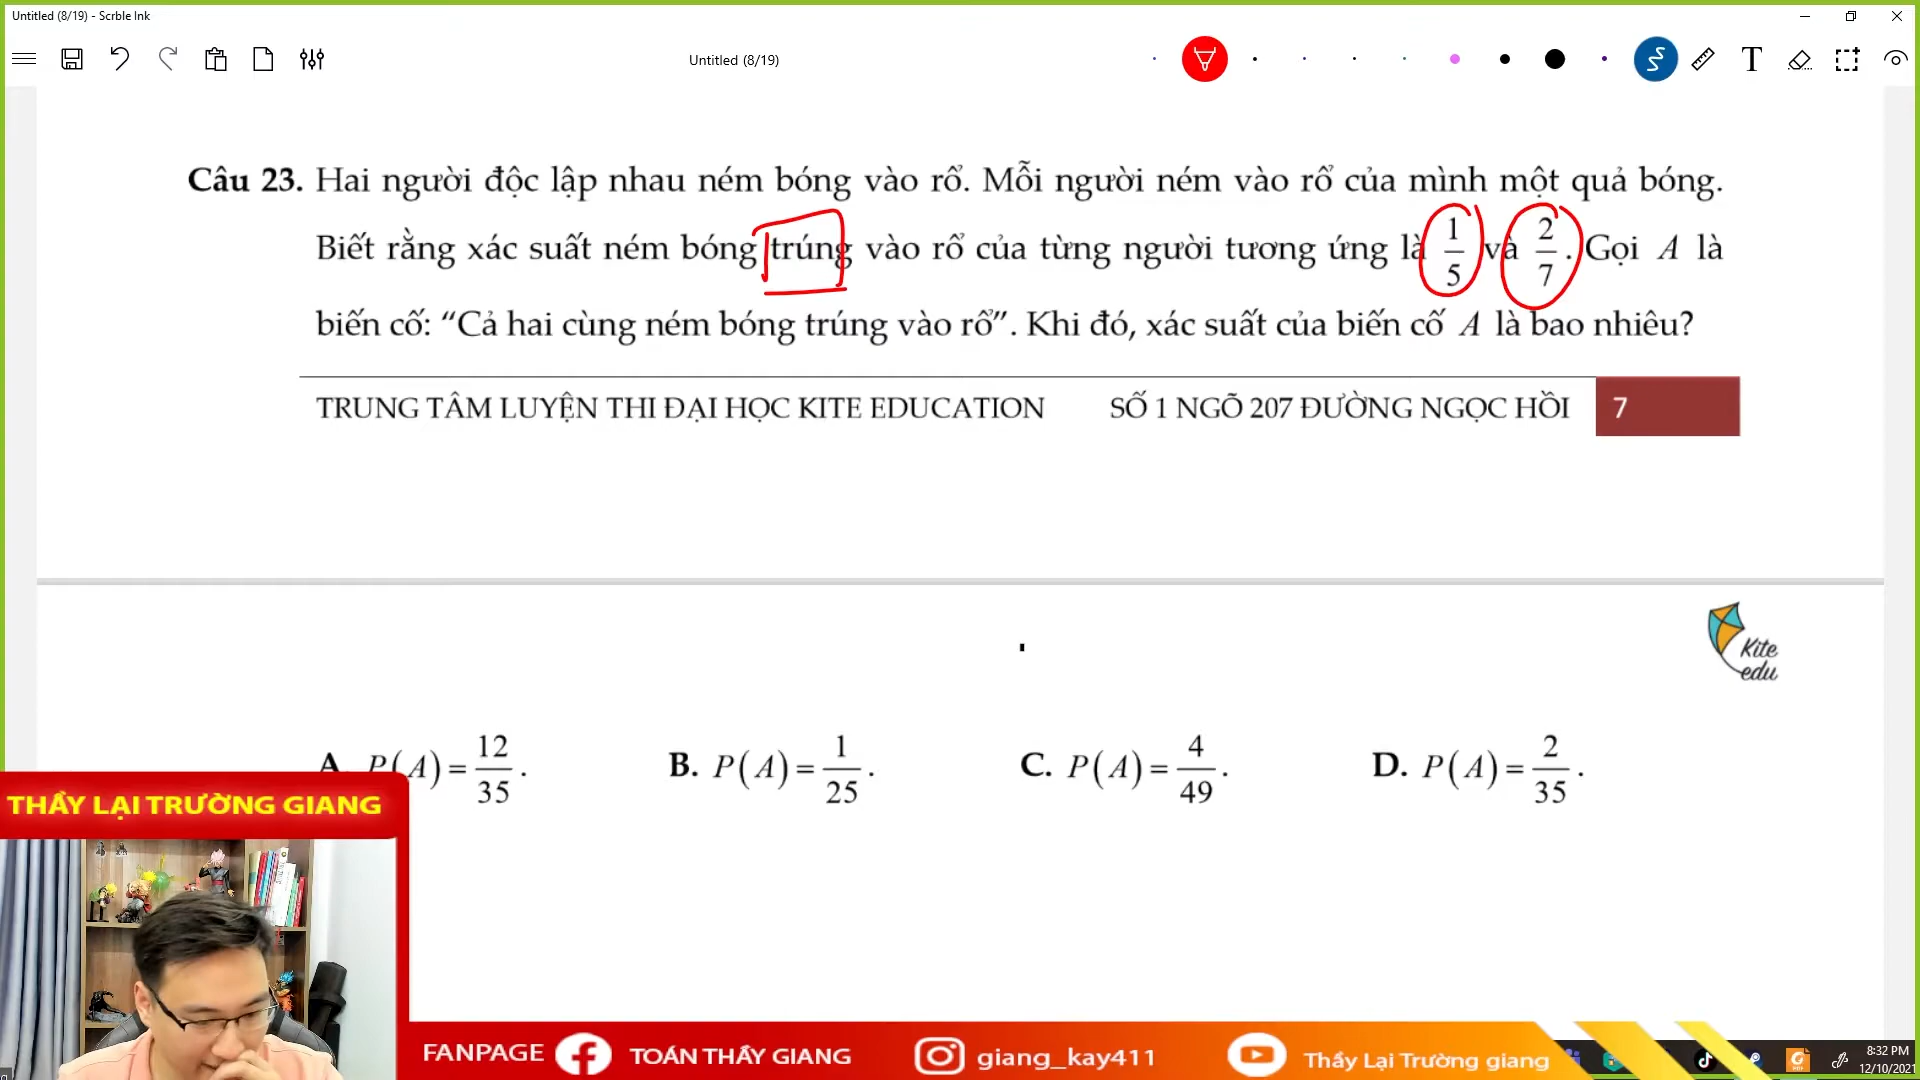 Untitled (8/19) - Scrble Ink
Untitled (8/19)
T
Câu 23. Hai người độc lập nhau ném bóng vào rổ. Mỗi người ném vào rổ của mình một quả bóng.
Biết rằng xác suất ném bóng trúng vào rổ của từng người tương ứng là 1/5 và 2/7. Gọi A là
biến cố: “Cả hai cùng ném bóng trúng vào rổ”. Khi đó, xác suất của biến cố A là bao nhiêu?
TRUNG TÂM LUYỆN THI ĐẠI HỌC KITE EDUCATION SỐ 1 NGÕ 207 ĐƯỜNG NGỌC HỒI 7
Kite
edu
A. P(A) = 12/35. B. P(A) = 1/25. C. P(A) = 4/49. D. P(A) = 2/35.
THẦY LẠI TRƯỜNG GIANG
FANPAGE TOÁN THẦY GIANG giang_kay411 Thầy Lại Trường giang
8:32 PM
12/10/2021